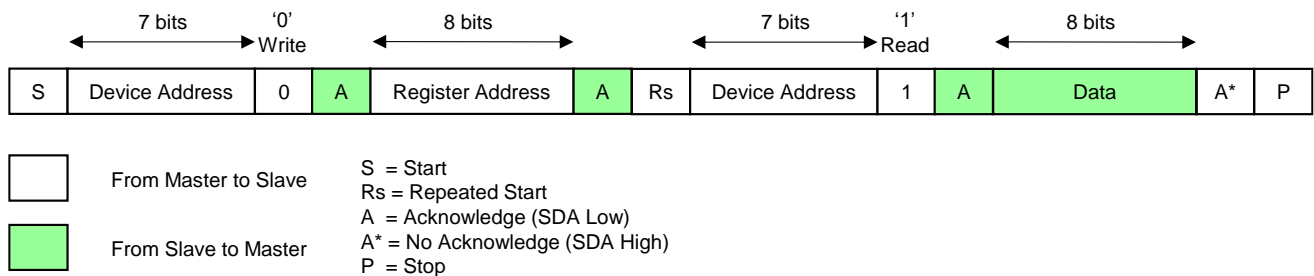 7 bits ‘0’ 8 bits 7 bits ‘1’ 8 bits
Write Read
S Device Address 0 A Register Address A Rs Device Address 1 A Data A* P
From Master to Slave
From Slave to Master
S = Start
Rs = Repeated Start
A = Acknowledge (SDA Low)
A* = No Acknowledge (SDA High)
P = Stop